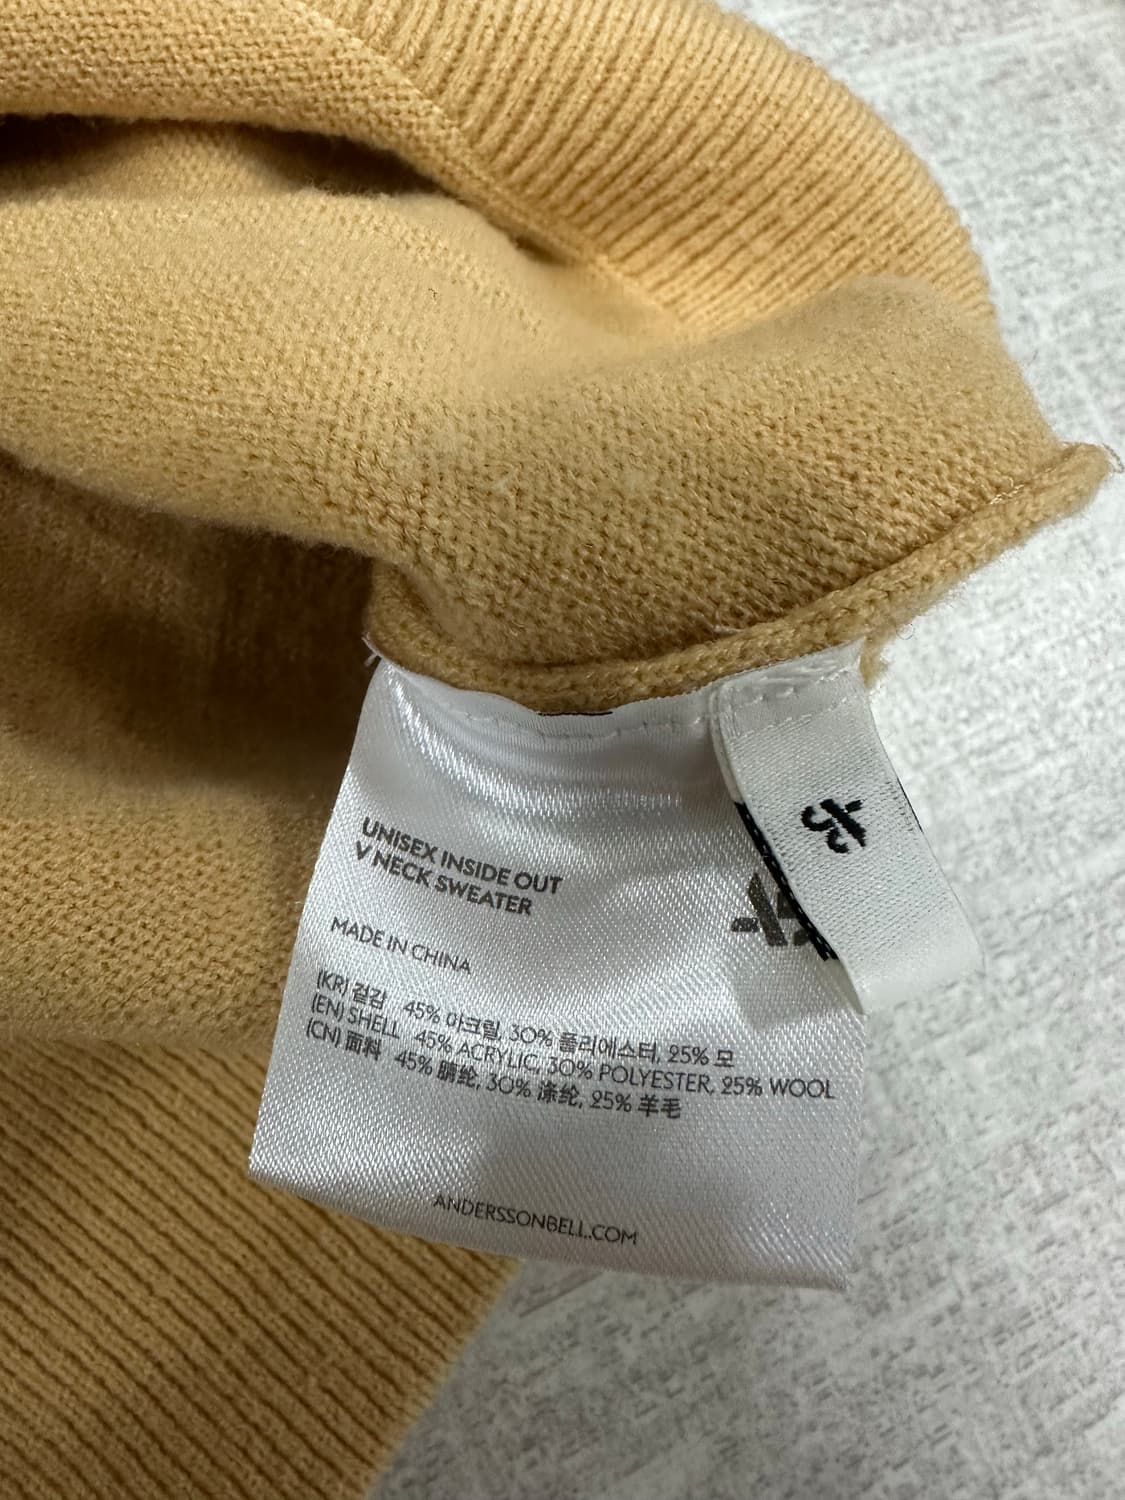 UNISEX INSIDE OUT
V NECK SWEATER
MADE IN CHINA
(KR) 겉감 45% 아크릴, 30% 폴리에스터, 25% 모
(EN) SHELL 45% ACRYLIC, 30% POLYESTER, 25% WOOL
(CN) 面料 45% 腈纶, 30% 涤纶, 25% 羊毛
ANDERSSONBELL.COM